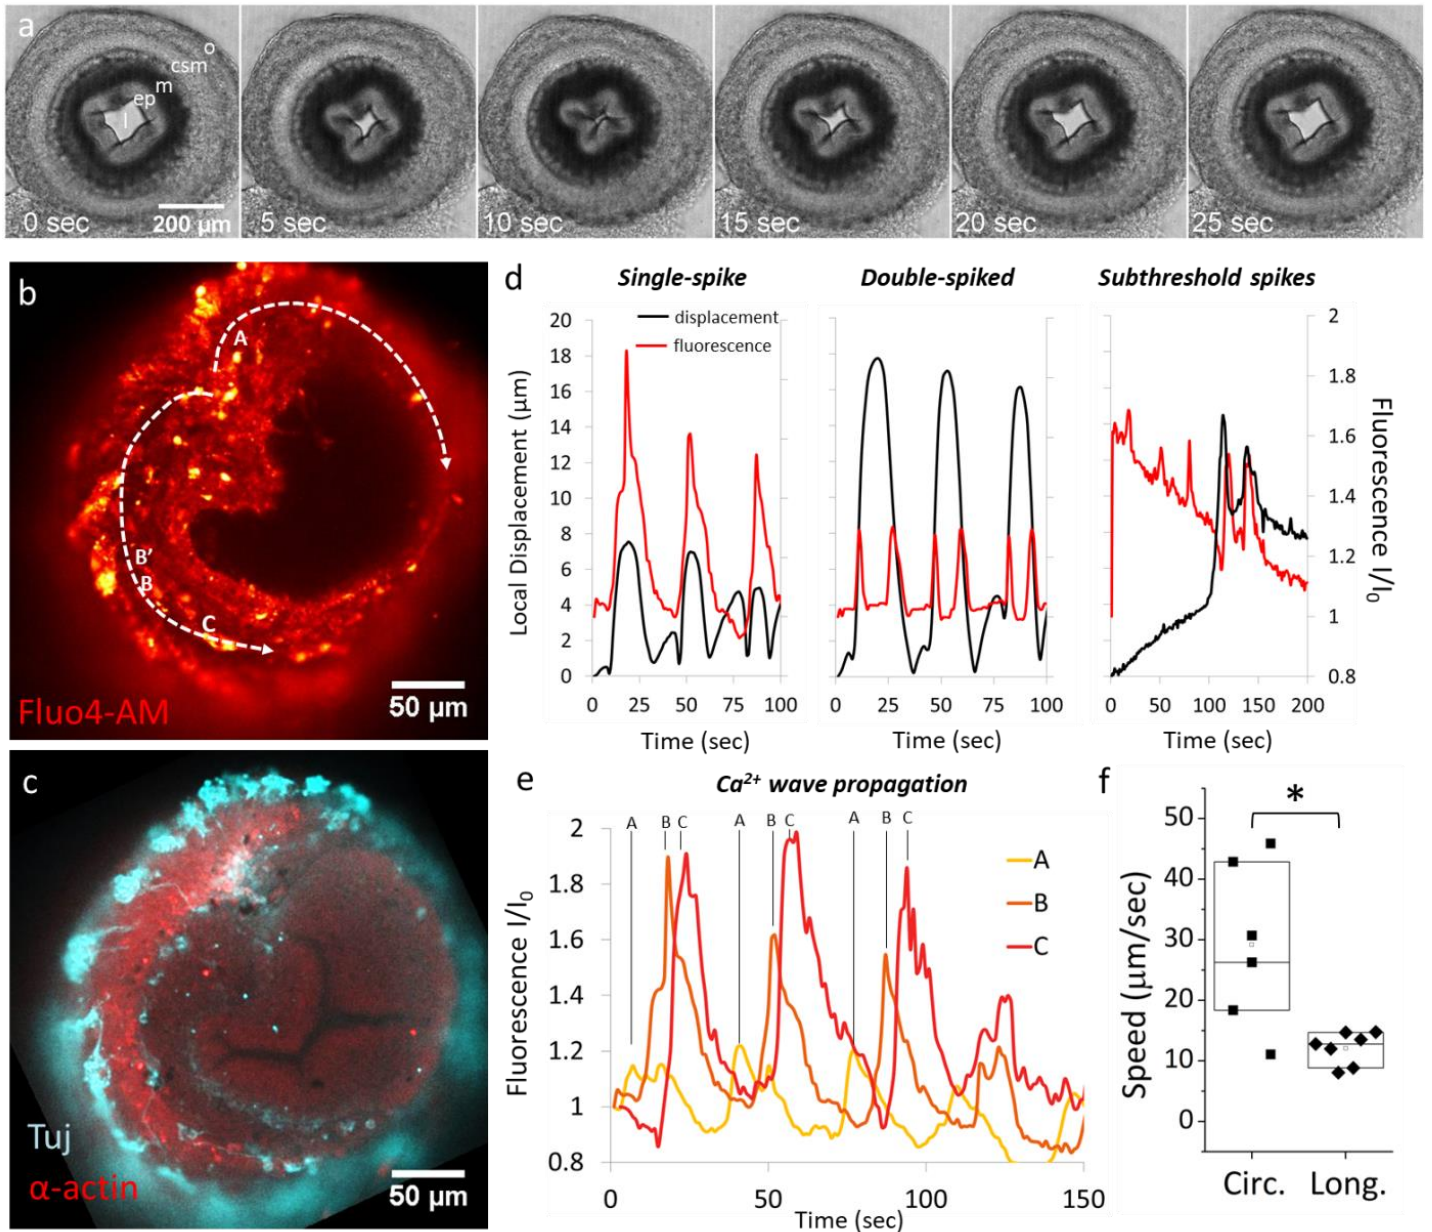 a
o
csm
m
ep
l
0 sec
200 µm
5 sec
10 sec
15 sec
20 sec
25 sec
b
A
B’
B
C
Fluo4-AM
50 µm
c
Tuj
α-actin
50 µm
d
Single-spike
Double-spiked
Subthreshold spikes
displacement
fluorescence
Local Displacement (µm)
20
18
16
14
12
10
8
6
4
2
0
0 25 50 75 100
Time (sec)
0 25 50 75 100
Time (sec)
0 50 100 150 200
Time (sec)
2
1.8
1.6
1.4
1.2
1
0.8
Fluorescence I/I0
e
Ca2+ wave propagation
A B C A B C A B C
A
B
C
Fluorescence I/I0
2
1.8
1.6
1.4
1.2
1
0.8
0 50 100 150
Time (sec)
f
*
Speed (µm/sec)
50
40
30
20
10
0
Circ. Long.